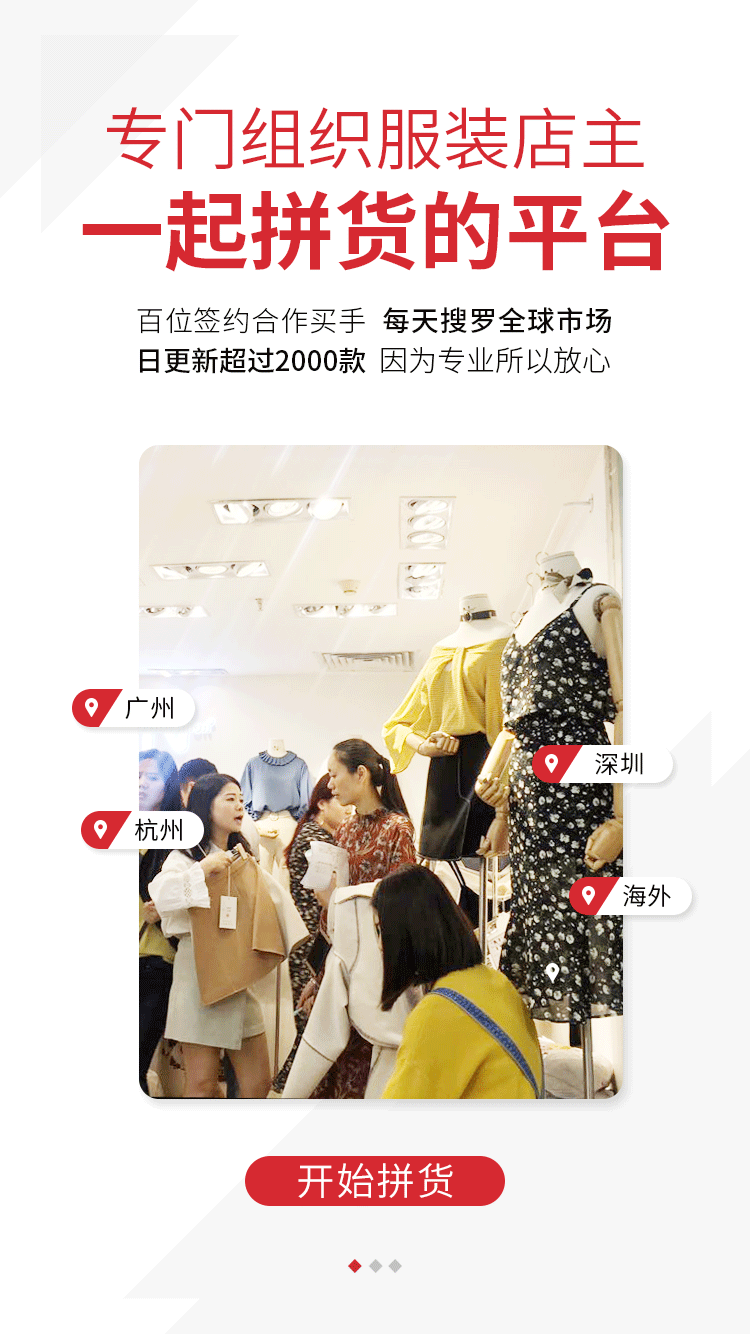 专门组织服装店主
一起拼货的平台
百位签约合作买手 每天搜罗全球市场
日更新超过2000款 因为专业所以放心
广州
深圳
杭州
海外
开始拼货